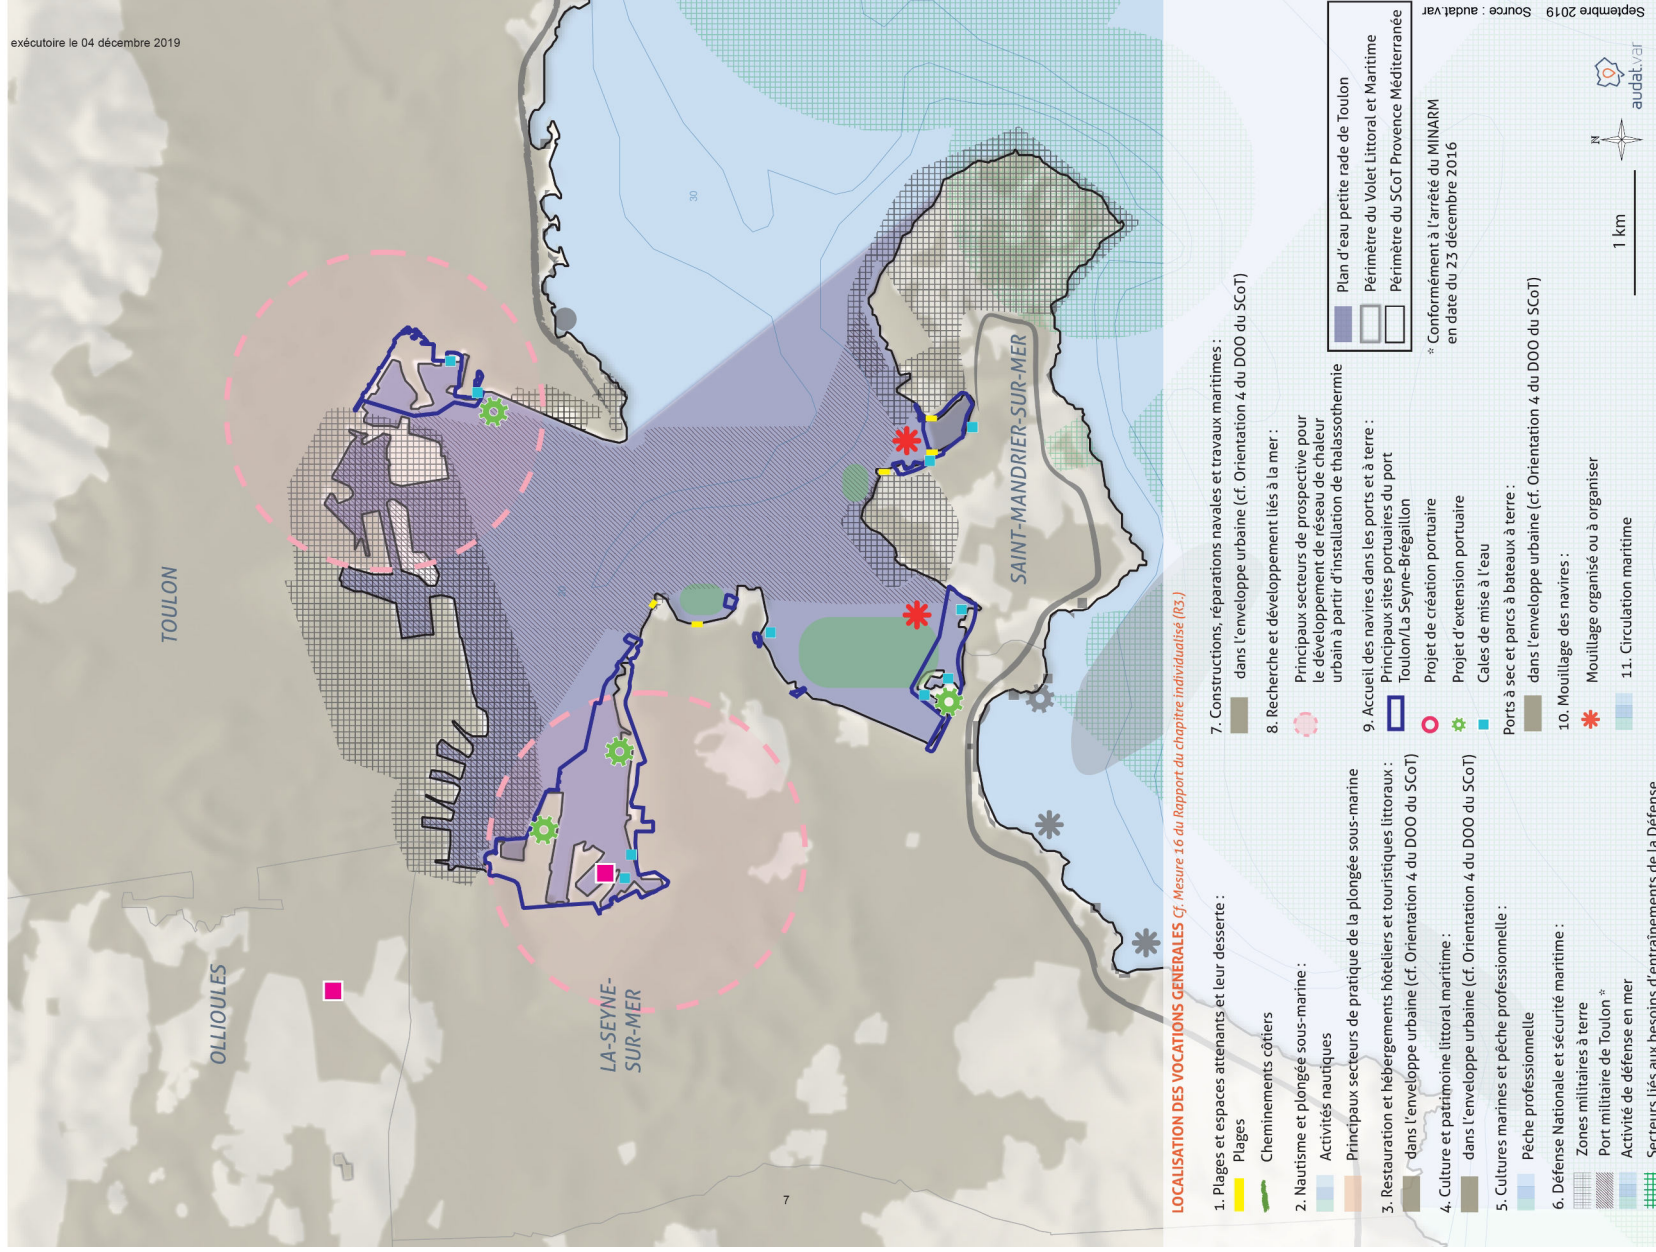 exécutoire le 04 décembre 2019
TOULON
OLLIOULES
LA-SEYNE-
SUR-MER
SAINT-MANDRIER-SUR-MER
30
7
LOCALISATION DES VOCATIONS GENERALES Cf. Mesure 16 du Rapport du chapitre individualisé (R3.)
1. Plages et espaces attenants et leur desserte :
Plages
Cheminements côtiers
2. Nautisme et plongée sous-marine :
Activités nautiques
Principaux secteurs de pratique de la plongée sous-marine
3. Restauration et hébergements hôteliers et touristiques littoraux :
dans l'enveloppe urbaine (cf. Orientation 4 du DOO du SCoT)
4. Culture et patrimoine littoral maritime :
dans l'enveloppe urbaine (cf. Orientation 4 du DOO du SCoT)
5. Cultures marines et pêche professionnelle :
Pêche professionnelle
6. Défense Nationale et sécurité maritime :
Zones militaires à terre
Port militaire de Toulon *
Activité de défense en mer
Secteurs liés aux besoins d'entraînements de la Défense
7. Constructions, réparations navales et travaux maritimes :
dans l'enveloppe urbaine (cf. Orientation 4 du DOO du SCoT)
8. Recherche et développement liés à la mer :
Principaux secteurs de prospective pour
le développement de réseau de chaleur
urbain à partir d'installation de thalassothermie
9. Accueil des navires dans les ports et à terre :
Principaux sites portuaires du port
Toulon/La Seyne-Brégaillon
Projet de création portuaire
Projet d'extension portuaire
Cales de mise à l'eau
Ports à sec et parcs à bateaux à terre :
dans l'enveloppe urbaine (cf. Orientation 4 du DOO du SCoT)
10. Mouillage des navires :
Mouillage organisé ou à organiser
11. Circulation maritime
Plan d'eau petite rade de Toulon
Périmètre du Volet Littoral et Maritime
Périmètre du SCoT Provence Méditerranée
* Conformément à l'arrêté du MINARM
en date du 23 décembre 2016
1 km
N
audat.var
Septembre 2019 Source : audat.var